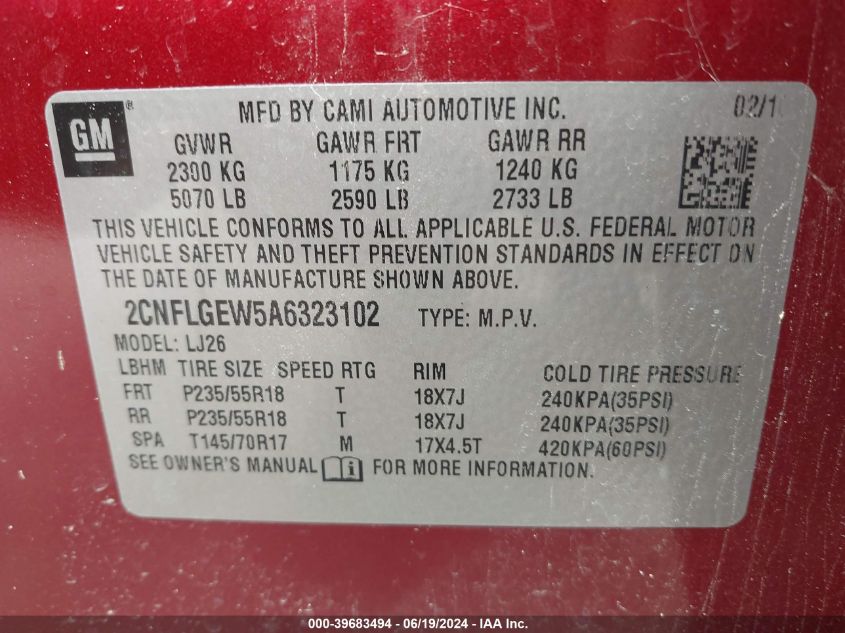 GM ®
MFD BY CAMI AUTOMOTIVE INC. 02/1
GVWR GAWR FRT GAWR RR
2300 KG 1175 KG 1240 KG
5070 LB 2590 LB 2733 LB
THIS VEHICLE CONFORMS TO ALL APPLICABLE U.S. FEDERAL MOTOR
VEHICLE SAFETY AND THEFT PREVENTION STANDARDS IN EFFECT ON
THE DATE OF MANUFACTURE SHOWN ABOVE.
2CNFLGEW5A6323102 TYPE: M.P.V.
MODEL: LJ26
LBHM TIRE SIZE SPEED RTG RIM COLD TIRE PRESSURE
FRT P235/55R18 T 18X7J 240KPA(35PSI)
RR P235/55R18 T 18X7J 240KPA(35PSI)
SPA T145/70R17 M 17X4.5T 420KPA(60PSI)
SEE OWNER'S MANUAL i FOR MORE INFORMATION.
000-39683494 - 06/19/2024 - IAA Inc.